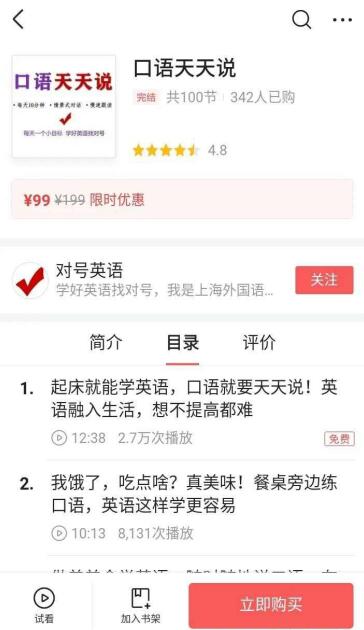 口语天天说
口语天天说
•每天10分钟 •情景式对话 •慢速跟读
每天一个小目标 学好英语找对号
完结 共100节 342人已购
4.8
¥99 ¥199 限时优惠
对号英语
学好英语找对号，我是上海外国语...
关注
简介 目录 评价
1. 起床就能学英语，口语就要天天说！英
语融入生活，想不提高都难
12:38 2.7万次播放 免费
2. 我饿了，吃点啥？真美味！餐桌旁边练
口语，英语这样学更容易
10:13 8,131次播放
试看 加入书架 立即购买